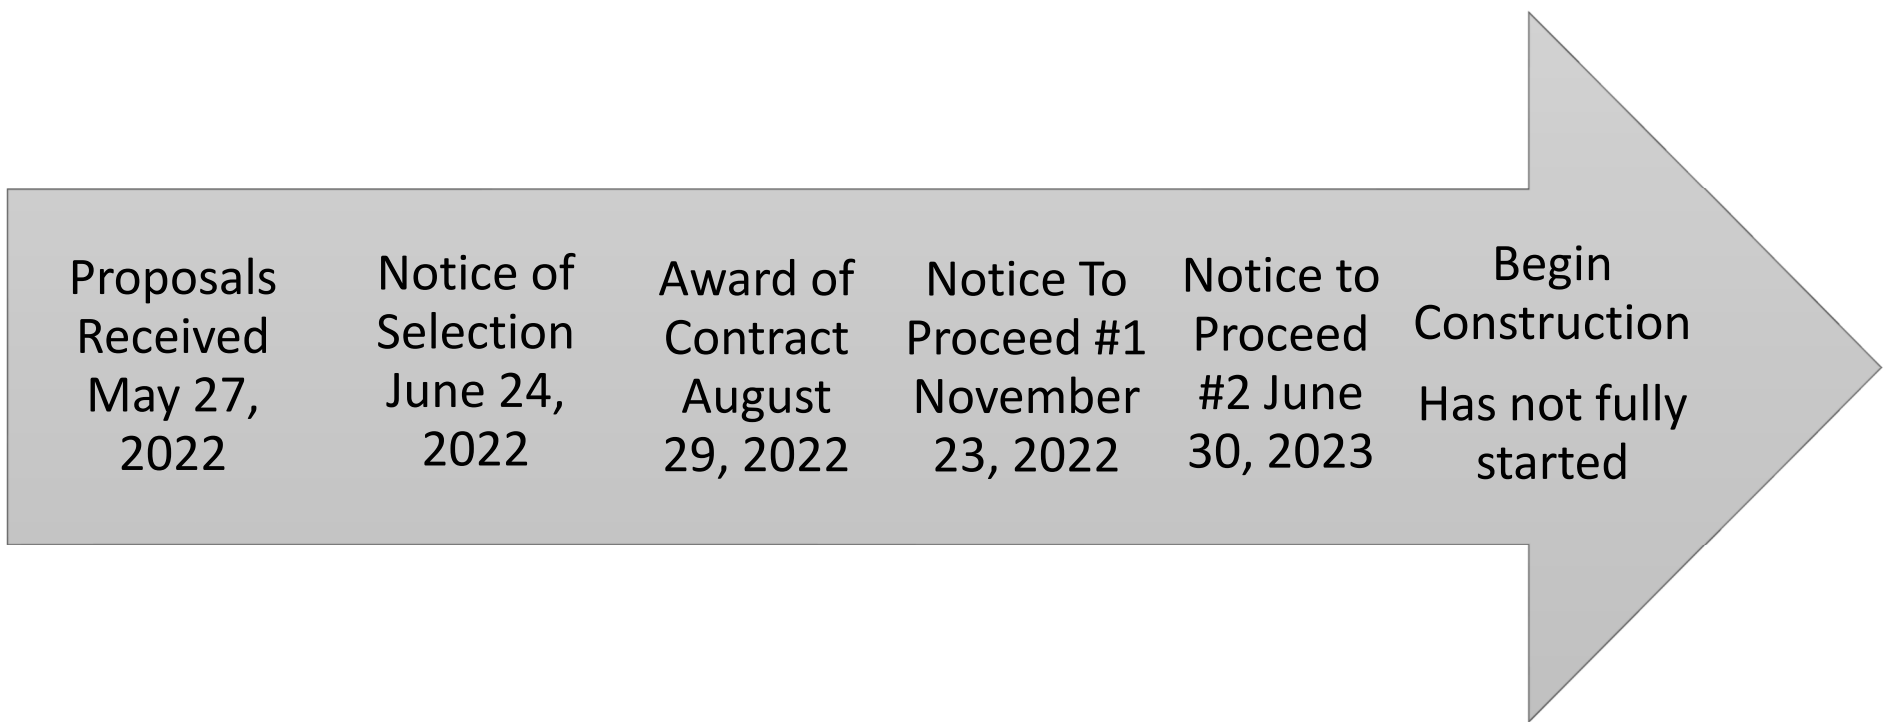 Proposals
Received
May 27,
2022
Notice of
Selection
June 24,
2022
Award of
Contract
August
29, 2022
Notice To
Proceed #1
November
23, 2022
Notice to
Proceed
#2 June
30, 2023
Begin
Construction
Has not fully
started